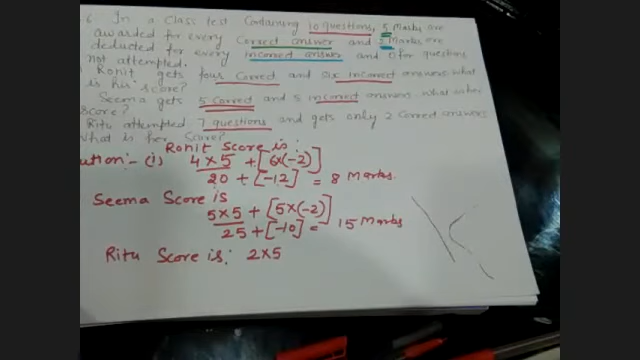 6 In a Class test Containing 10 questions, 5 Marks are
awarded for every Correct answer and 2 Marks are
deducted for every incorrect answer and 0 for questions
not attempted.
Ronit gets four Correct and Six incorrect answers. What
is his Score?
Seema gets 5 Correct and 5 incorrect answers. What is her
Score?
Ritu attempted 7 questions and gets only 2 Correct answers
What is her Score?
Ronit Score is:
ution:- (i) 4×5 + [6×(-2)]
20 + [-12] = 8 Marks.
Seema Score is
5×5 + [5×(-2)]
25 + [-10] = 15 Marks
Ritu Score is: 2×5